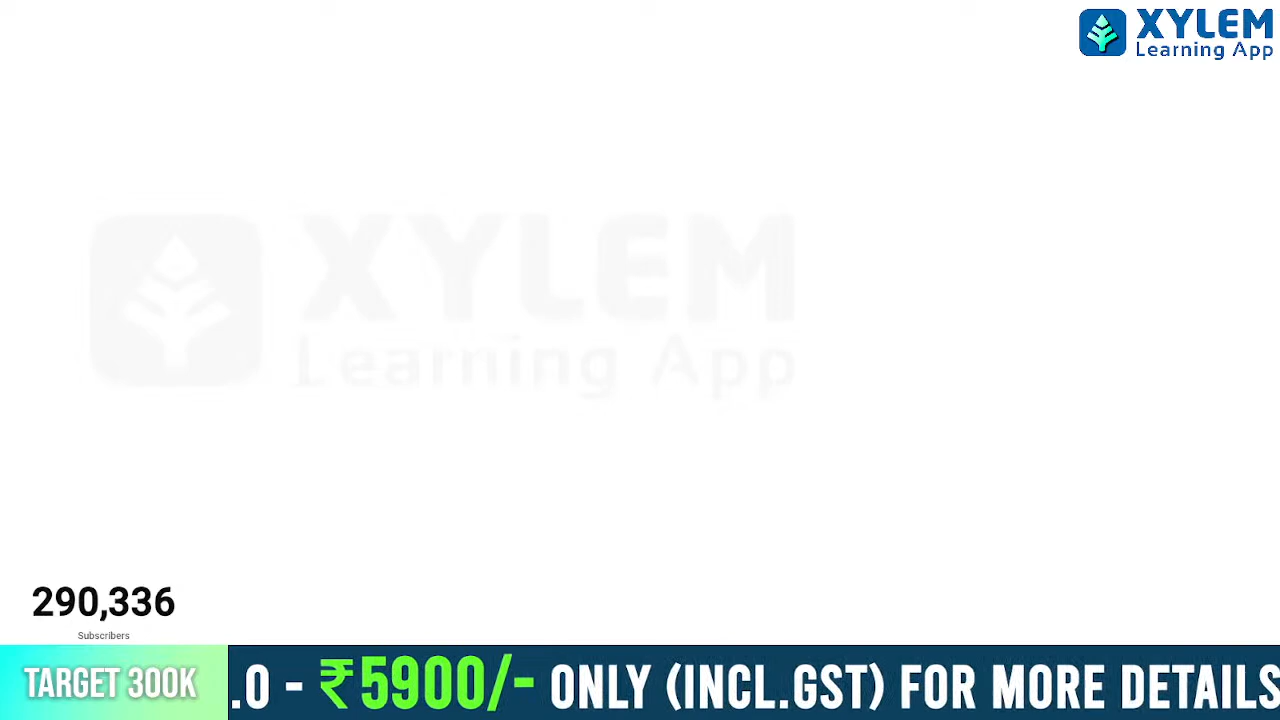 XYLEM
Learning App
XYLEM
Learning App
290,336
Subscribers
TARGET 300K
.0 - ₹5900/- ONLY (INCL.GST) FOR MORE DETAILS